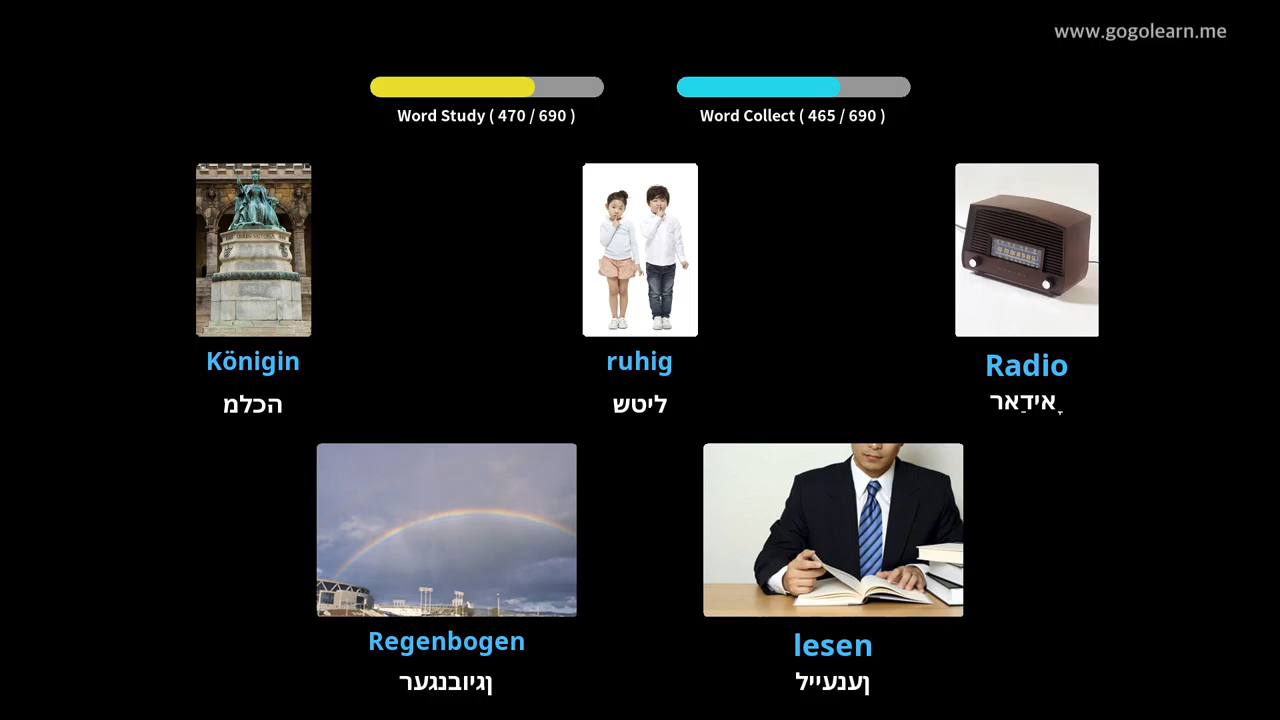 www.gogolearn.me
Word Study ( 470 / 690 )
Word Collect ( 465 / 690 )
Königin
ruhig
Radio
הכלמ
ליטש
ָאידַאר
Regenbogen
lesen
ןגיובנגער
ןענעייל